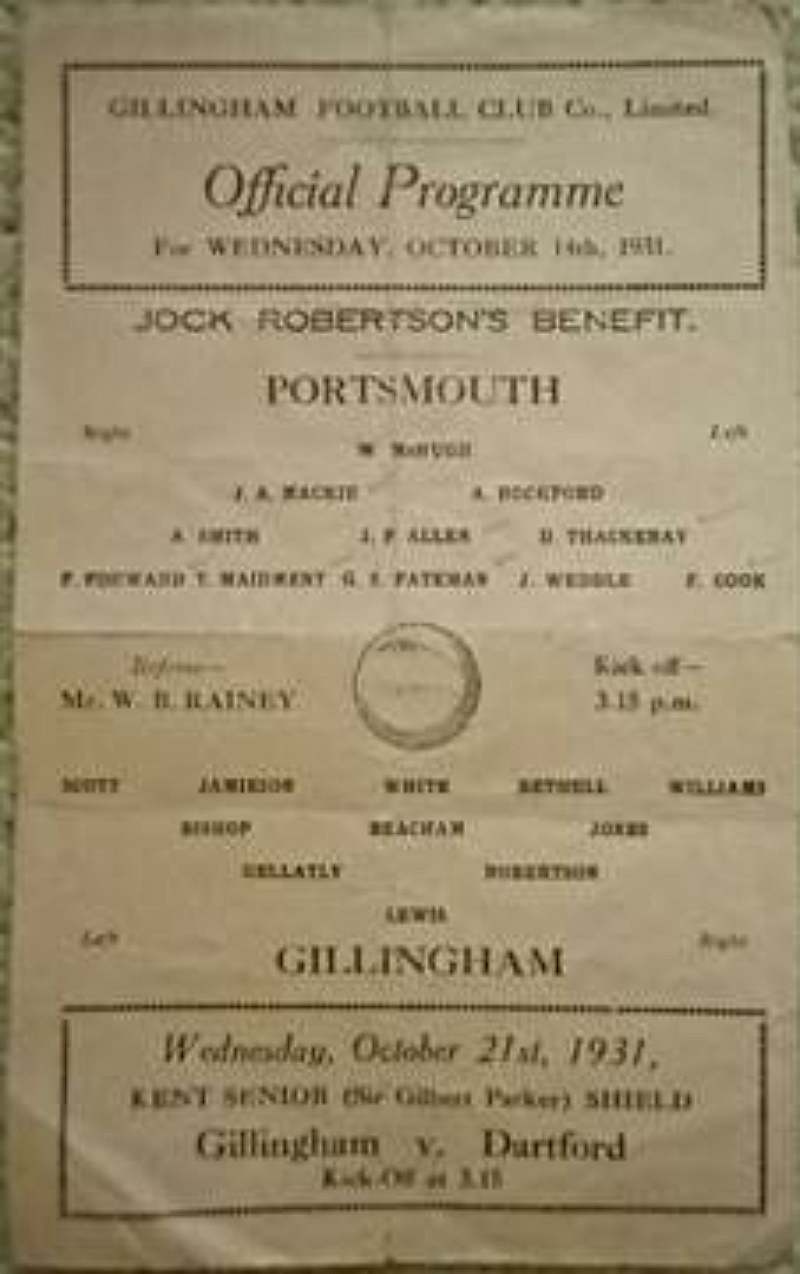 GILLINGHAM FOOTBALL CLUB Co., Limited.
Official Programme
For WEDNESDAY, OCTOBER 14th, 1931.
JOCK ROBERTSON'S BENEFIT.
PORTSMOUTH
Right Left
W McHUGH
J. A. MACKIE A. ROCKFORD
A SMITH J. P ALLEN D. THACKERAY
F. FORWARD T. MAIDMENT G. E. PATEMAN J. WEDDLE F. COOK
Referee—
Mr. W. B. RAINEY
Kick off—
3.15 p.m.
SCOTT JAMIESON WHITE BETHELL WILLIAMS
BISHOP BEACHAM JONES
GELLATLY ROBERTSON
LEWIS
Left Right
GILLINGHAM
Wednesday, October 21st, 1931,
KENT SENIOR (Sir Gilbert Parker) SHIELD
Gillingham v. Dartford
Kick-Off at 3.15